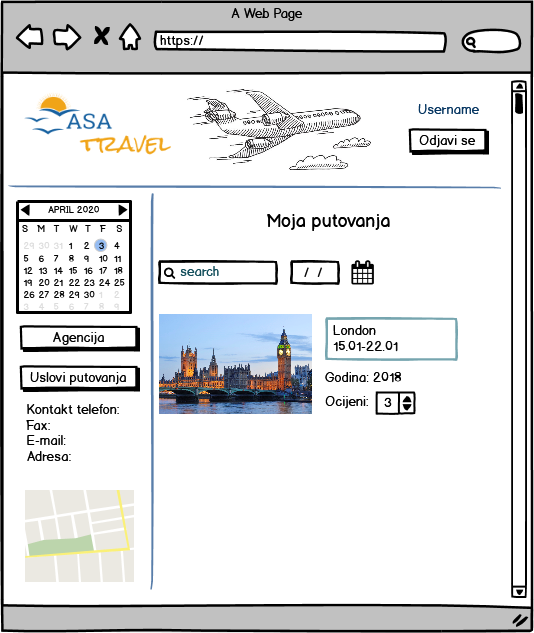 A Web Page
https://
ASA
TRAVEL
Username
Odjavi se
APRIL 2020
S M T W T F S
29 30 31 1 2 3 4
5 6 7 8 9 10 11
12 13 14 15 16 17 18
19 20 21 22 23 24 25
26 27 28 29 30 1 2
3 4 5 6 7 8 9
Agencija
Uslovi putovanja
Kontakt telefon:
Fax:
E-mail:
Adresa:
Moja putovanja
search
/ /
London
15.01-22.01
Godina: 2018
Ocijeni: 3